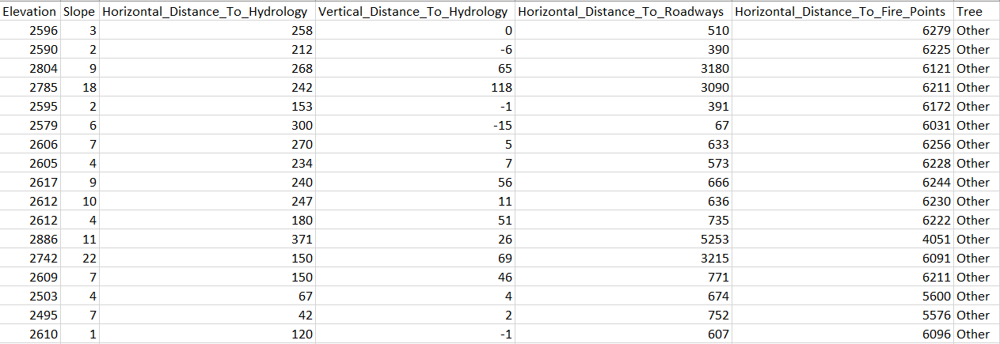 Elevation Slope Horizontal_Distance_To_Hydrology Vertical_Distance_To_Hydrology Horizontal_Distance_To_Roadways Horizontal_Distance_To_Fire_Points Tree
2596 3 258 0 510 6279 Other
2590 2 212 -6 390 6225 Other
2804 9 268 65 3180 6121 Other
2785 18 242 118 3090 6211 Other
2595 2 153 -1 391 6172 Other
2579 6 300 -15 67 6031 Other
2606 7 270 5 633 6256 Other
2605 4 234 7 573 6228 Other
2617 9 240 56 666 6244 Other
2612 10 247 11 636 6230 Other
2612 4 180 51 735 6222 Other
2886 11 371 26 5253 4051 Other
2742 22 150 69 3215 6091 Other
2609 7 150 46 771 6211 Other
2503 4 67 4 674 5600 Other
2495 7 42 2 752 5576 Other
2610 1 120 -1 607 6096 Other